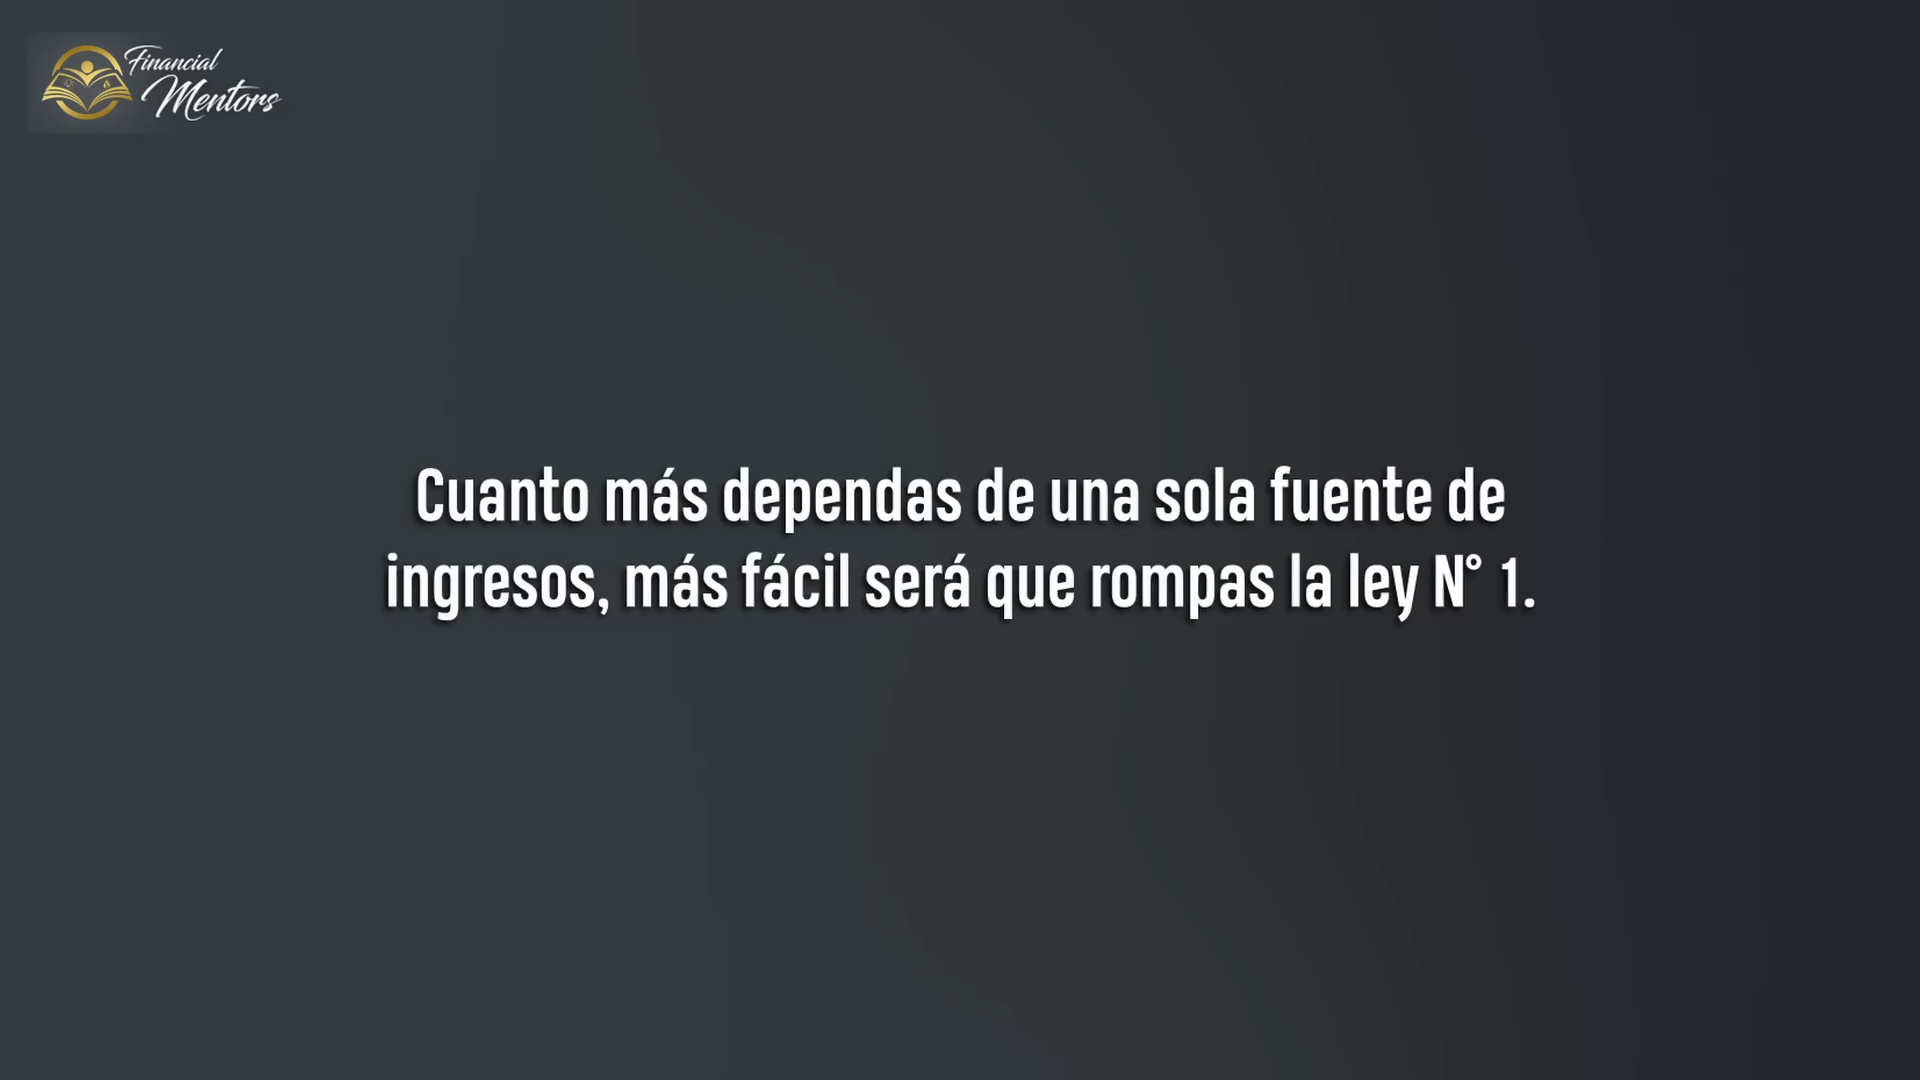 Financial
Mentors
Cuanto más dependas de una sola fuente de
ingresos, más fácil será que rompas la ley N° 1.